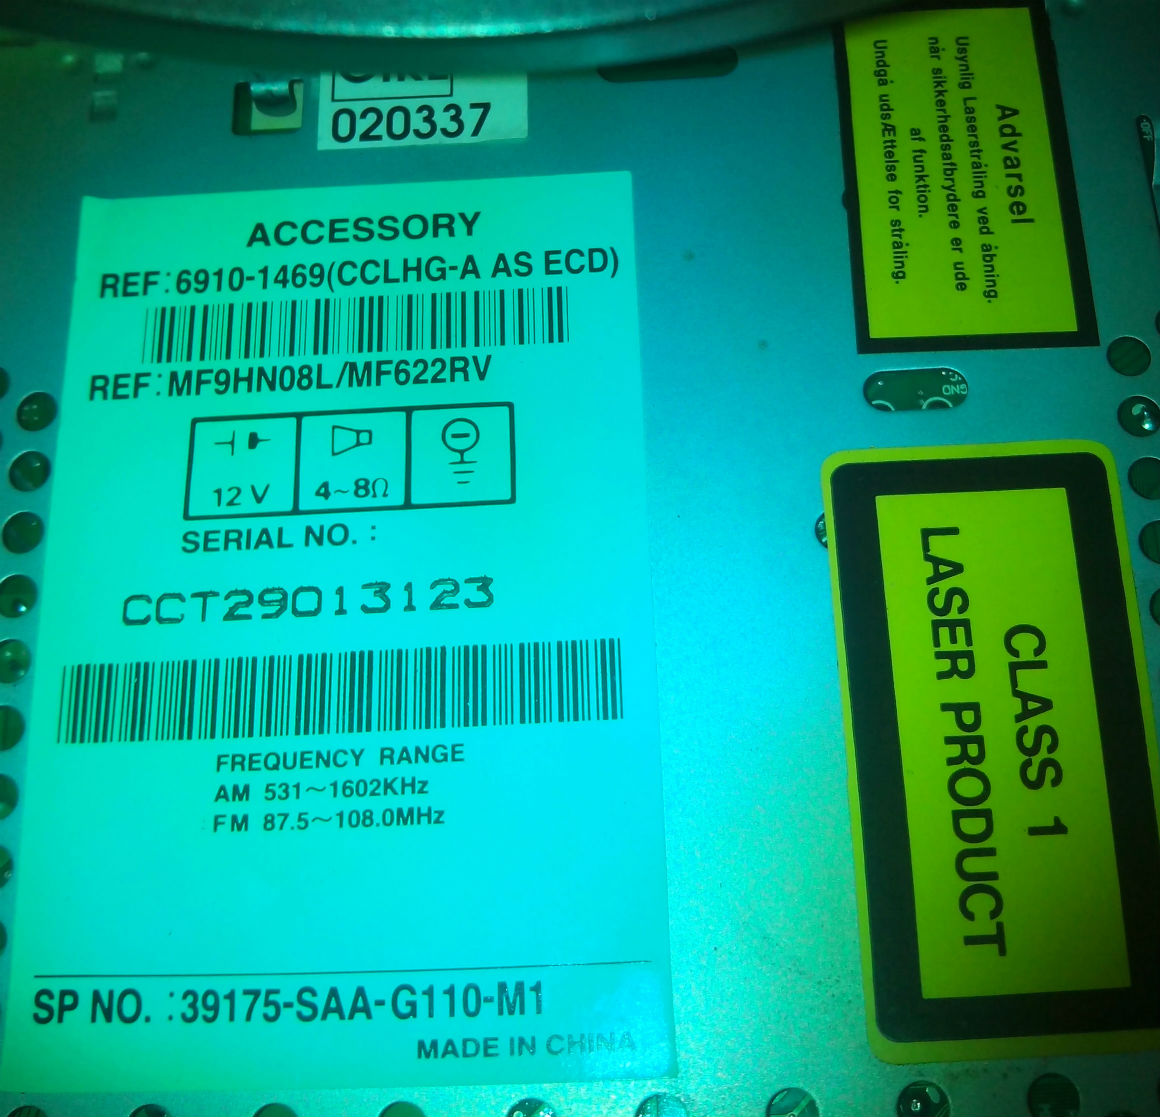 020337
ACCESSORY
REF:6910-1469(CCLHG-A AS ECD)
REF:MF9HN08L/MF622RV
12 V
4~8Ω
SERIAL NO. :
CCT29013123
FREQUENCY RANGE
AM 531~1602KHz
FM 87.5~108.0MHz
SP NO. :39175-SAA-G110-M1
MADE IN CHINA
Advarsel
Usynlig Laserstråling ved åbning.
når sikkerhedsafbrydere er ude
af funktion.
Undgå udsÆttelse for stråling.
GND
OFF
CLASS 1
LASER PRODUCT